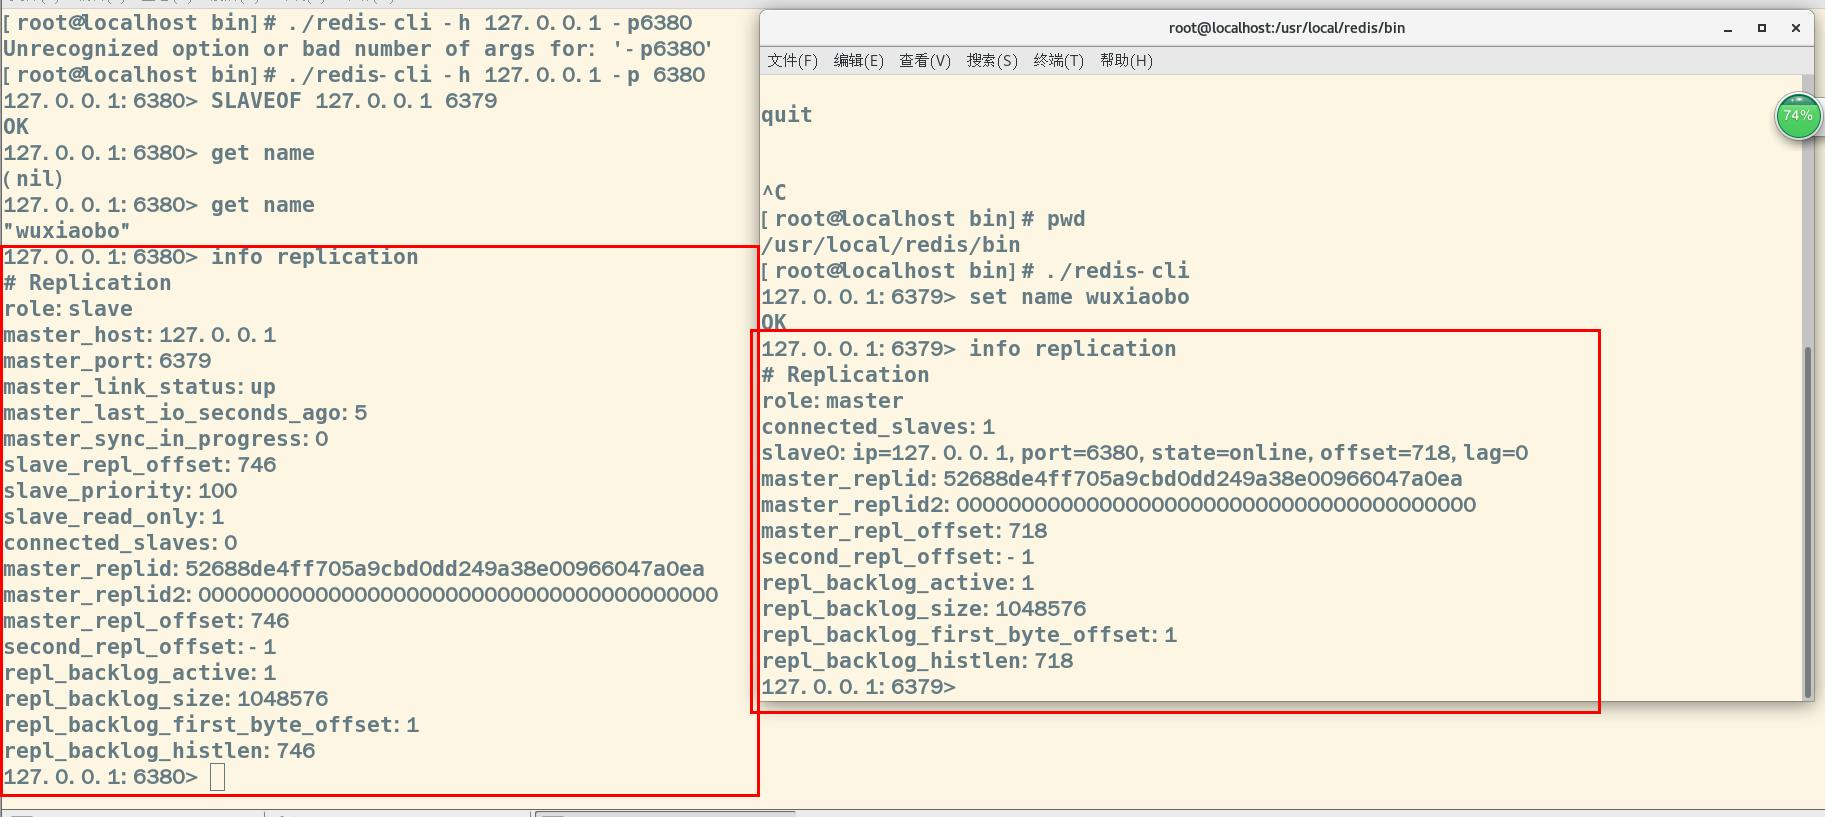 [root@localhost bin]# ./redis-cli -h 127.0.0.1 -p6380
Unrecognized option or bad number of args for: '-p6380'
[root@localhost bin]# ./redis-cli -h 127.0.0.1 -p 6380
127.0.0.1:6380> SLAVEOF 127.0.0.1 6379
OK
127.0.0.1:6380> get name
(nil)
127.0.0.1:6380> get name
"wuxiaobo"
127.0.0.1:6380> info replication
# Replication
role:slave
master_host:127.0.0.1
master_port:6379
master_link_status:up
master_last_io_seconds_ago:5
master_sync_in_progress:0
slave_repl_offset:746
slave_priority:100
slave_read_only:1
connected_slaves:0
master_replid:52688de4ff705a9cbd0dd249a38e00966047a0ea
master_replid2:0000000000000000000000000000000000000000
master_repl_offset:746
second_repl_offset:-1
repl_backlog_active:1
repl_backlog_size:1048576
repl_backlog_first_byte_offset:1
repl_backlog_histlen:746
127.0.0.1:6380>
root@localhost:/usr/local/redis/bin
文件(F) 编辑(E) 查看(V) 搜索(S) 终端(T) 帮助(H)
quit
^C
[root@localhost bin]# pwd
/usr/local/redis/bin
[root@localhost bin]# ./redis-cli
127.0.0.1:6379> set name wuxiaobo
OK
127.0.0.1:6379> info replication
# Replication
role:master
connected_slaves:1
slave0:ip=127.0.0.1,port=6380,state=online,offset=718,lag=0
master_replid:52688de4ff705a9cbd0dd249a38e00966047a0ea
master_replid2:0000000000000000000000000000000000000000
master_repl_offset:718
second_repl_offset:-1
repl_backlog_active:1
repl_backlog_size:1048576
repl_backlog_first_byte_offset:1
repl_backlog_histlen:718
127.0.0.1:6379>
74%